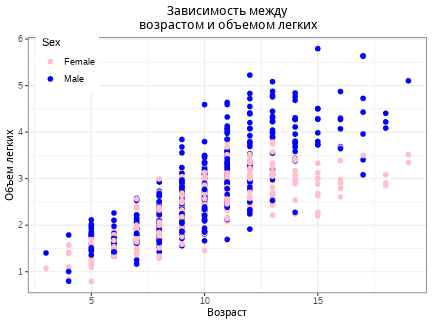 Зависимость между
возрастом и объемом легких
Объем легких
6
5
4
3
2
1
Sex
Female
Male
5
10
15
Возраст